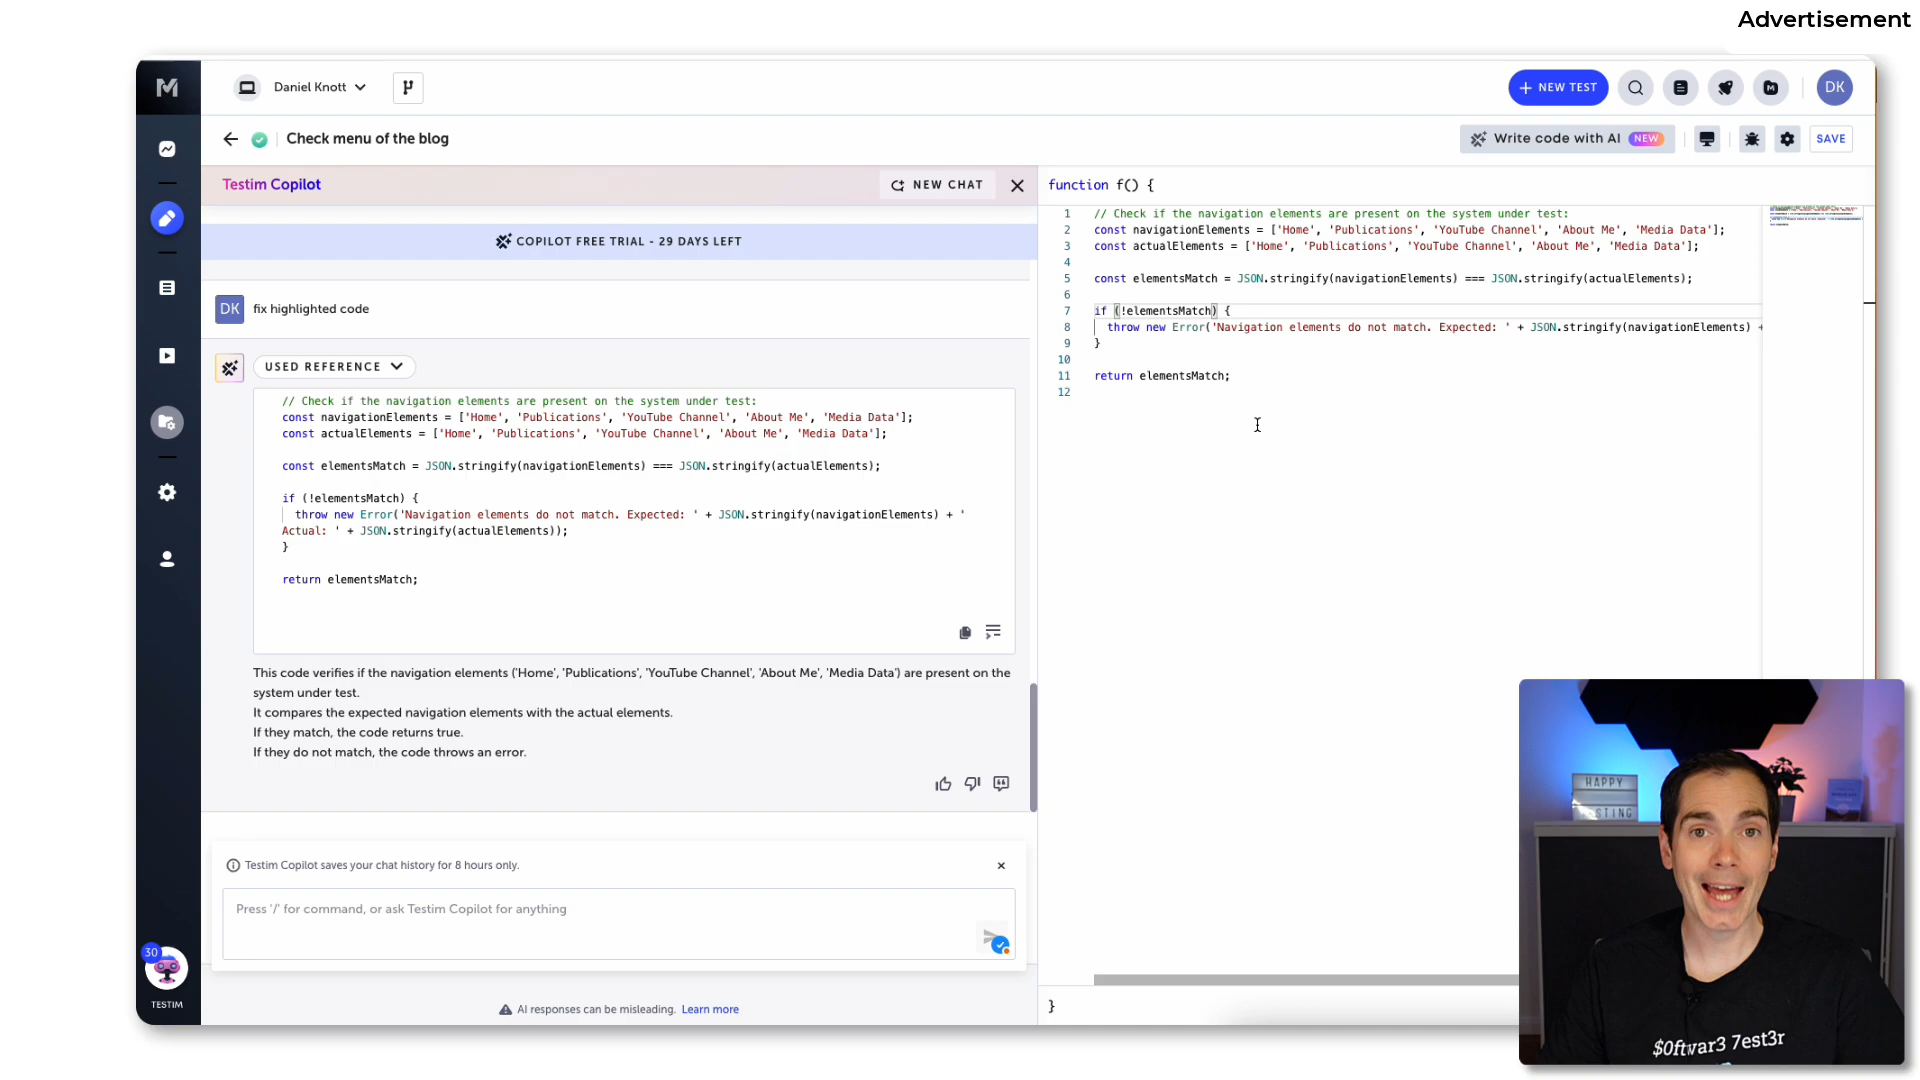 Advertisement
Daniel Knott
NEW TEST
DK
Check menu of the blog
Write code with AI NEW
SAVE
Testim Copilot
NEW CHAT
function f() {
COPILOT FREE TRIAL - 29 DAYS LEFT
DK fix highlighted code
USED REFERENCE
// Check if the navigation elements are present on the system under test:
const navigationElements = ['Home', 'Publications', 'YouTube Channel', 'About Me', 'Media Data'];
const actualElements = ['Home', 'Publications', 'YouTube Channel', 'About Me', 'Media Data'];
const elementsMatch = JSON.stringify(navigationElements) === JSON.stringify(actualElements);
if (!elementsMatch) {
throw new Error('Navigation elements do not match. Expected: ' + JSON.stringify(navigationElements) + '
Actual: ' + JSON.stringify(actualElements));
}
return elementsMatch;
This code verifies if the navigation elements ('Home', 'Publications', 'YouTube Channel', 'About Me', 'Media Data') are present on the
system under test.
It compares the expected navigation elements with the actual elements.
If they match, the code returns true.
If they do not match, the code throws an error.
Testim Copilot saves your chat history for 8 hours only.
Press '/' for command, or ask Testim Copilot for anything
AI responses can be misleading. Learn more
30
TESTIM
1 // Check if the navigation elements are present on the system under test:
2 const navigationElements = ['Home', 'Publications', 'YouTube Channel', 'About Me', 'Media Data'];
3 const actualElements = ['Home', 'Publications', 'YouTube Channel', 'About Me', 'Media Data'];
4
5 const elementsMatch = JSON.stringify(navigationElements) === JSON.stringify(actualElements);
6
7 if (!elementsMatch) {
8 throw new Error('Navigation elements do not match. Expected: ' + JSON.stringify(navigationElements) +
9 }
10
11 return elementsMatch;
12
}
HAPPY
STING
$0ftwar3 7est3r